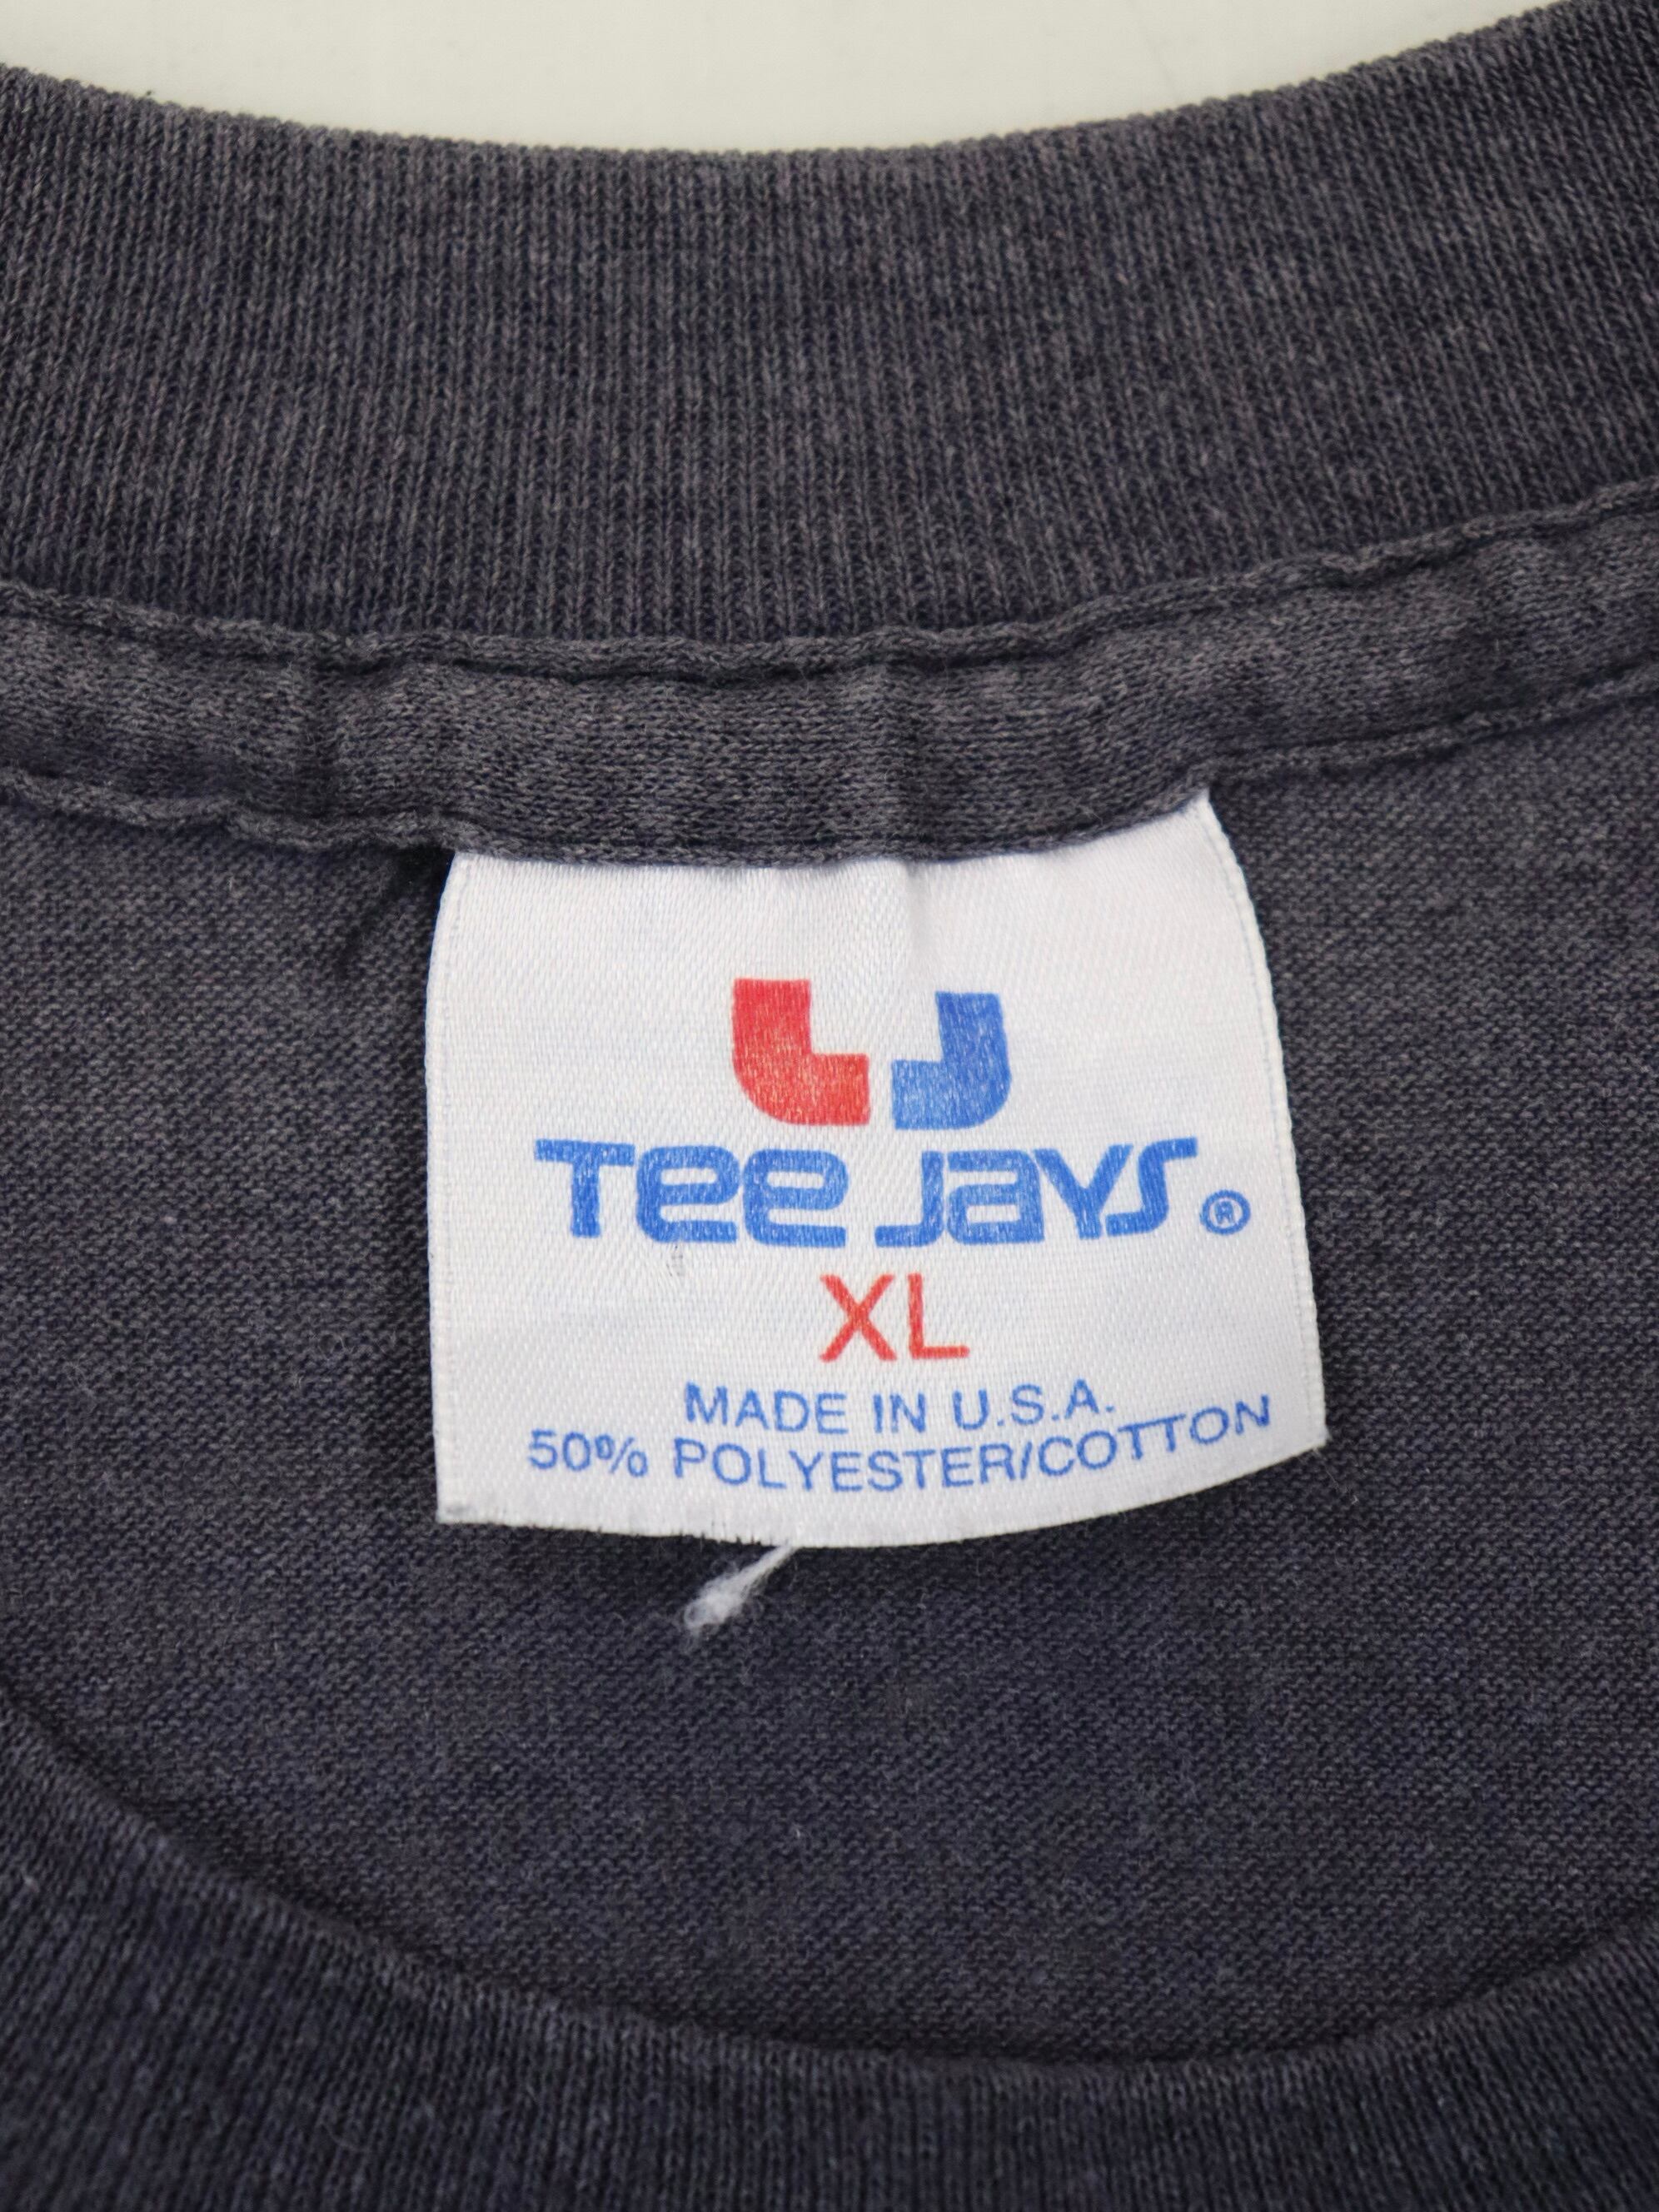 Tee Jays ®
XL
MADE IN U.S.A.
50% POLYESTER/COTTON